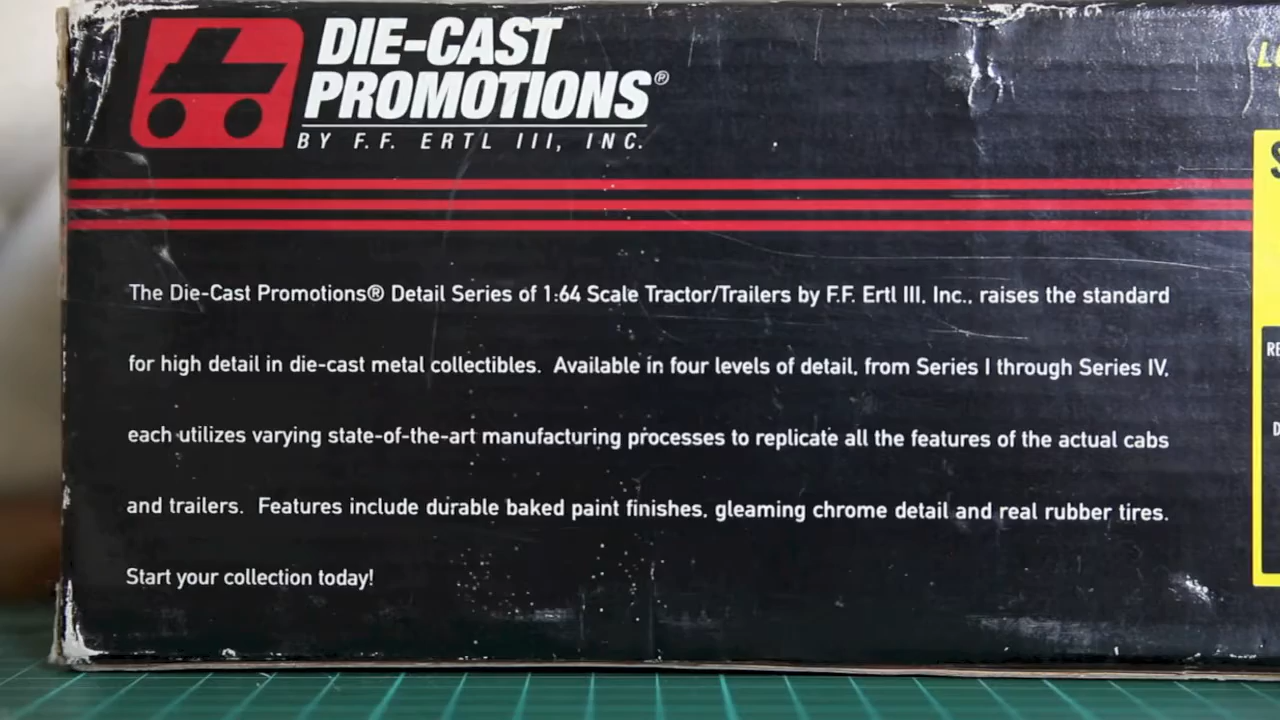 DIE-CAST
PROMOTIONS®
BY F.F. ERTL III, INC.
The Die-Cast Promotions® Detail Series of 1:64 Scale Tractor/Trailers by F.F. Ertl III, Inc., raises the standard
for high detail in die-cast metal collectibles. Available in four levels of detail, from Series I through Series IV,
each utilizes varying state-of-the-art manufacturing processes to replicate all the features of the actual cabs
and trailers. Features include durable baked paint finishes, gleaming chrome detail and real rubber tires.
Start your collection today!